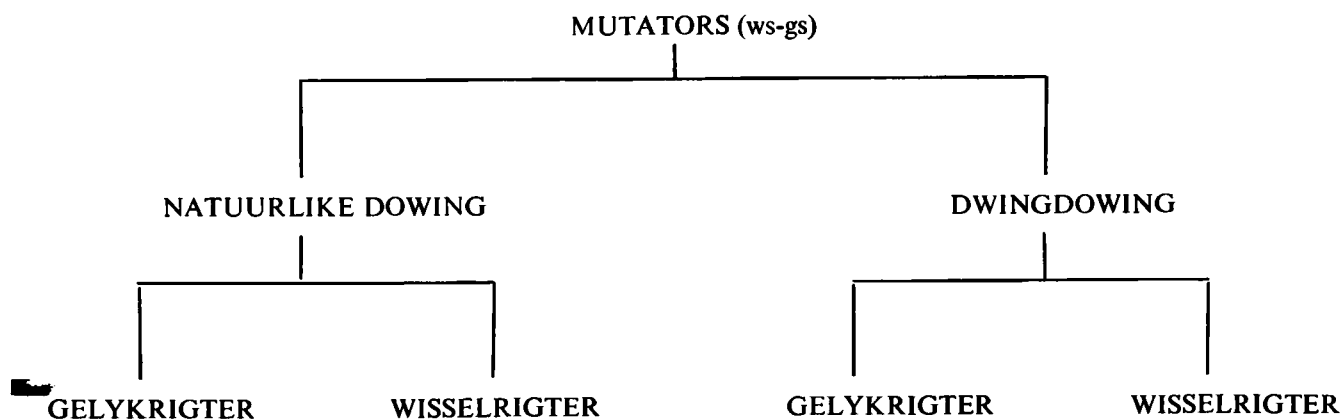 MUTATORS (ws-gs)
NATUURLIKE DOWING DWINGDOWING
GELYKRIGTER WISSELRIGTER GELYKRIGTER WISSELRIGTER